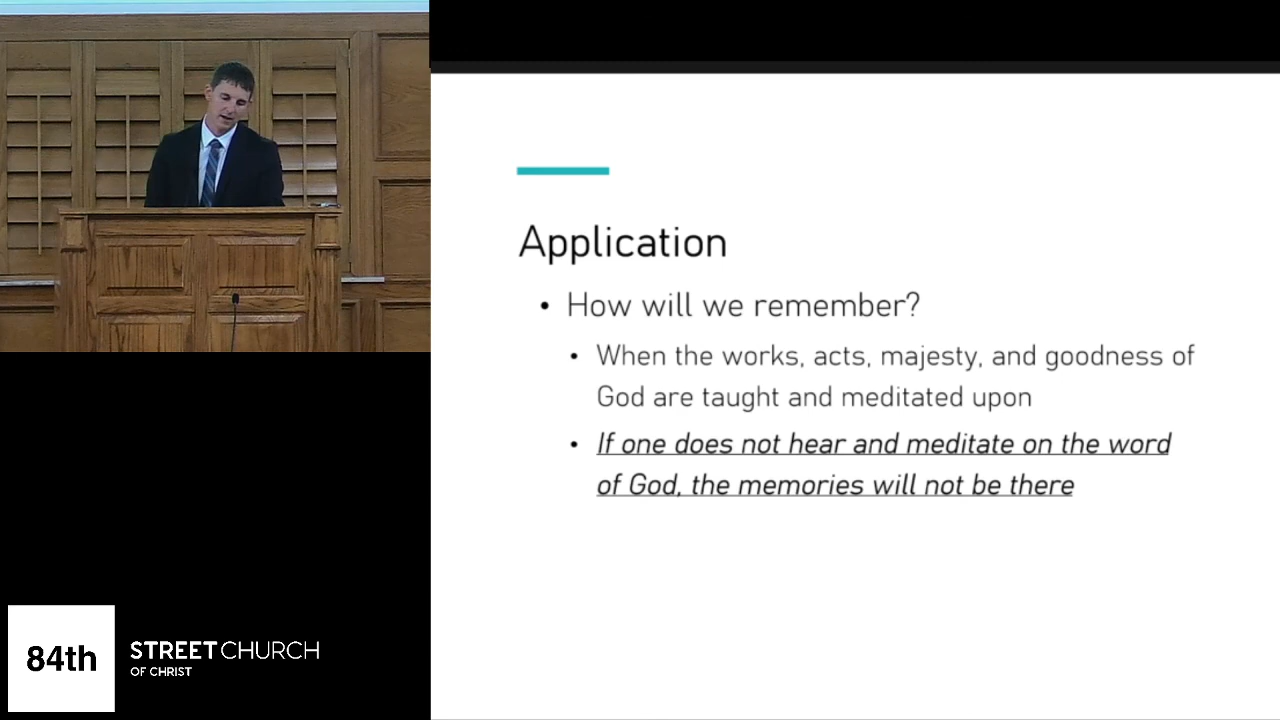 Application
• How will we remember?
• When the works, acts, majesty, and goodness of
God are taught and meditated upon
• If one does not hear and meditate on the word
of God, the memories will not be there
84th
STREET CHURCH
OF CHRIST